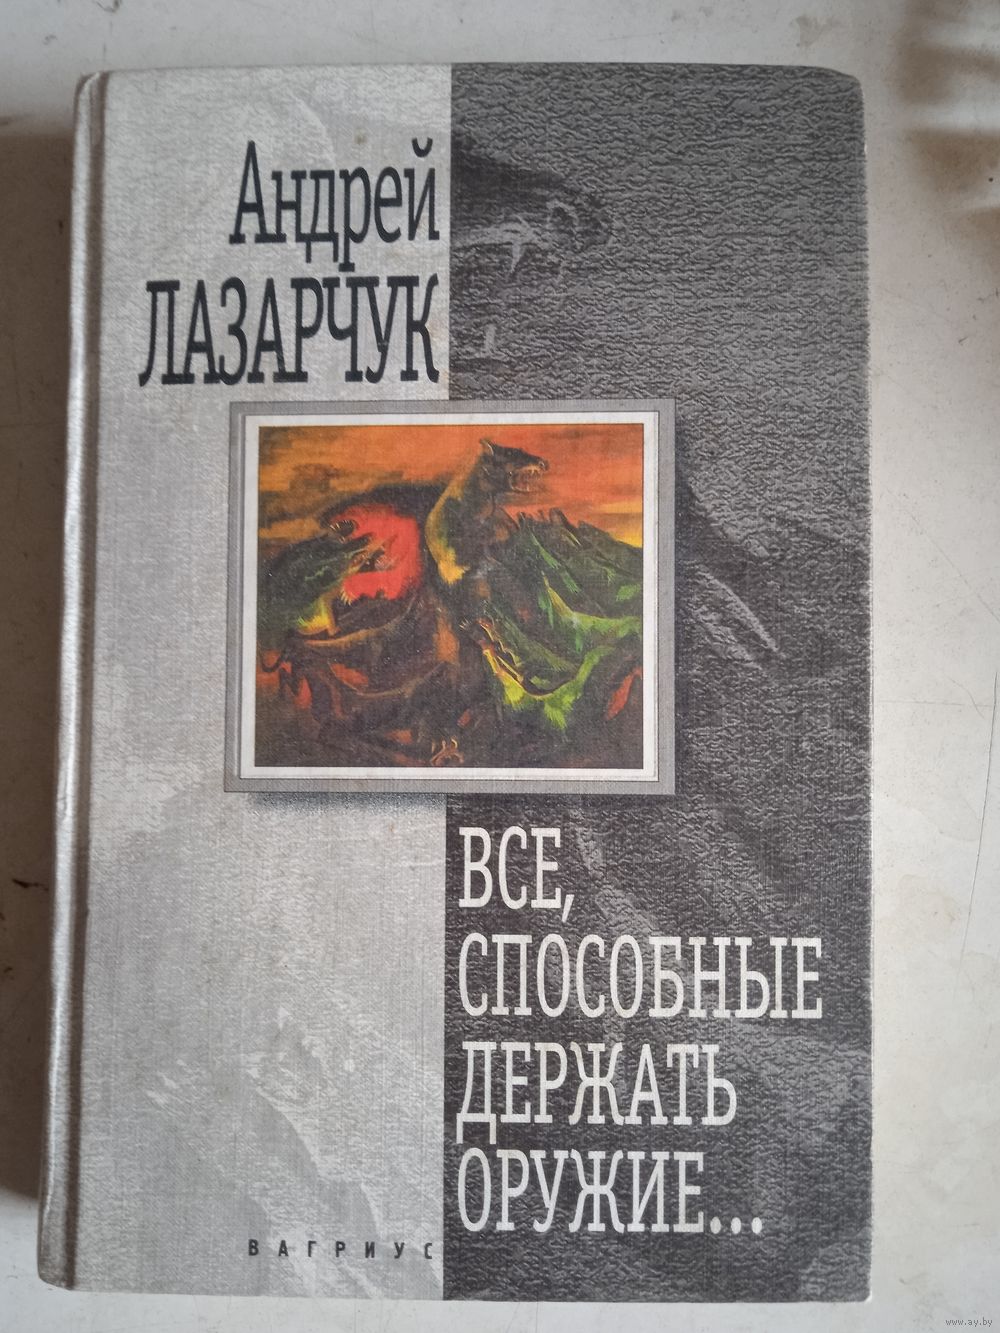 Андрей
ЛАЗАРЧУК
ВСЕ,
СПОСОБНЫЕ
ДЕРЖАТЬ
ОРУЖИЕ...
ВАГРИУС
www.ay.by